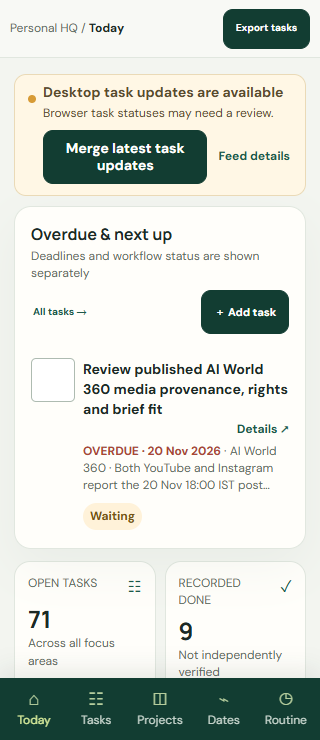 Personal HQ / Today
Export tasks
Desktop task updates are available
Browser task statuses may need a review.
Merge latest task
updates
Feed details
Overdue & next up
Deadlines and workflow status are shown
separately
All tasks →
+ Add task
Review published AI World
360 media provenance, rights
and brief fit
Details ↗
OVERDUE · 20 Nov 2026 · AI World
360 · Both YouTube and Instagram
report the 20 Nov 18:00 IST post…
Waiting
OPEN TASKS
71
Across all focus
areas
RECORDED
DONE
✓
9
Not independently
verified
Today
Tasks
Projects
Dates
Routine